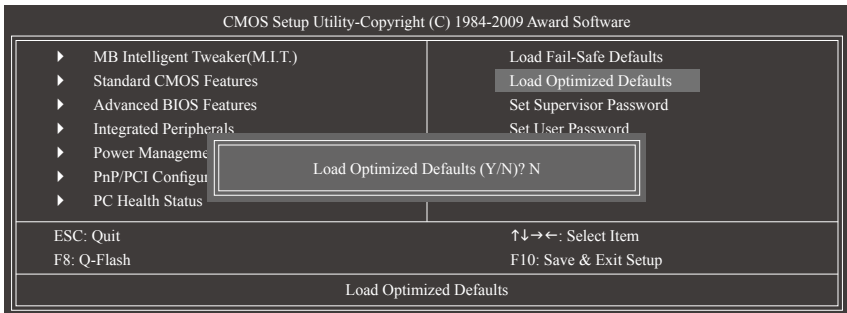 CMOS Setup Utility-Copyright (C) 1984-2009 Award Software
MB Intelligent Tweaker(M.I.T.)
Standard CMOS Features
Advanced BIOS Features
Integrated Peripherals
Power Manageme
PnP/PCI Configur
PC Health Status
Load Fail-Safe Defaults
Load Optimized Defaults
Set Supervisor Password
Set User Password
Load Optimized Defaults (Y/N)? N
ESC: Quit
F8: Q-Flash
↑↓→←: Select Item
F10: Save & Exit Setup
Load Optimized Defaults